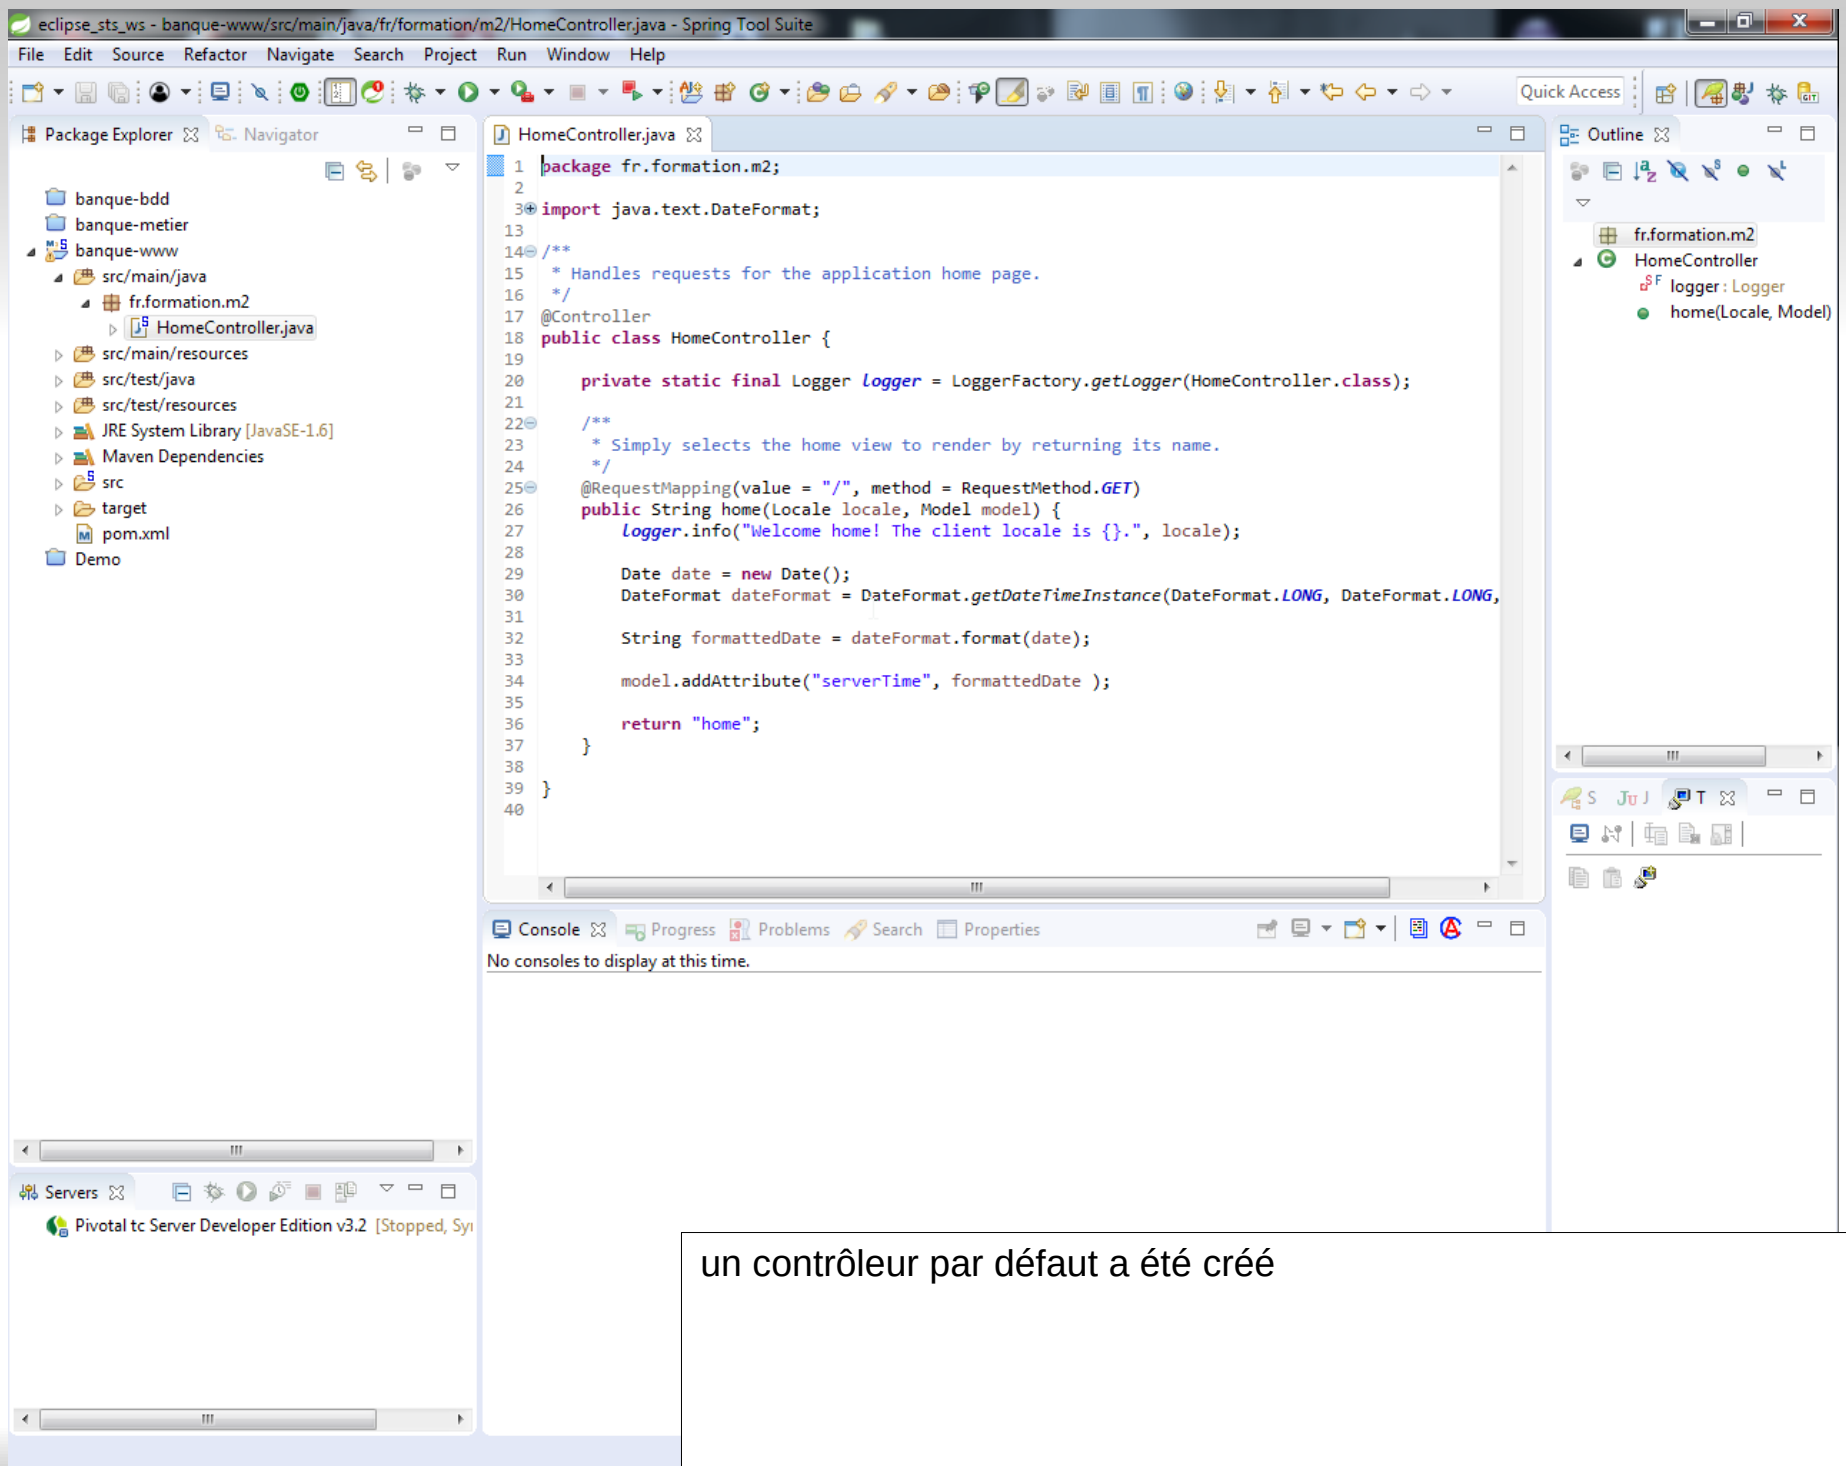 eclipse_sts_ws - banque-www/src/main/java/fr/formation/m2/HomeController.java - Spring Tool Suite
File Edit Source Refactor Navigate Search Project Run Window Help
Quick Access
Package Explorer Navigator
banque-bdd
banque-metier
banque-www
src/main/java
fr.formation.m2
HomeController.java
src/main/resources
src/test/java
src/test/resources
JRE System Library [JavaSE-1.6]
Maven Dependencies
src
target
pom.xml
Demo
HomeController.java
1 package fr.formation.m2;
2
3 import java.text.DateFormat;
13
14 /**
15 * Handles requests for the application home page.
16 */
17 @Controller
18 public class HomeController {
19
20 private static final Logger logger = LoggerFactory.getLogger(HomeController.class);
21
22 /**
23 * Simply selects the home view to render by returning its name.
24 */
25 @RequestMapping(value = "/", method = RequestMethod.GET)
26 public String home(Locale locale, Model model) {
27 logger.info("Welcome home! The client locale is {}.", locale);
28
29 Date date = new Date();
30 DateFormat dateFormat = DateFormat.getDateTimeInstance(DateFormat.LONG, DateFormat.LONG,
31
32 String formattedDate = dateFormat.format(date);
33
34 model.addAttribute("serverTime", formattedDate );
35
36 return "home";
37 }
38
39 }
40
Outline
fr.formation.m2
HomeController
logger : Logger
home(Locale, Model)
S JU J T
Console Progress Problems Search Properties
No consoles to display at this time.
Servers
Pivotal tc Server Developer Edition v3.2 [Stopped, Syn
un contrôleur par défaut a été créé